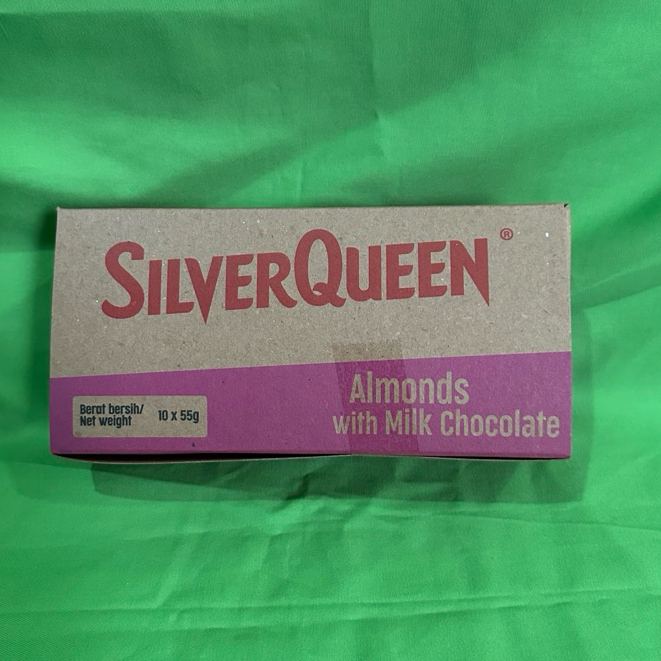 SILVERQUEEN®
Almonds
with Milk Chocolate
Berat bersih/
Net weight 10 x 55g